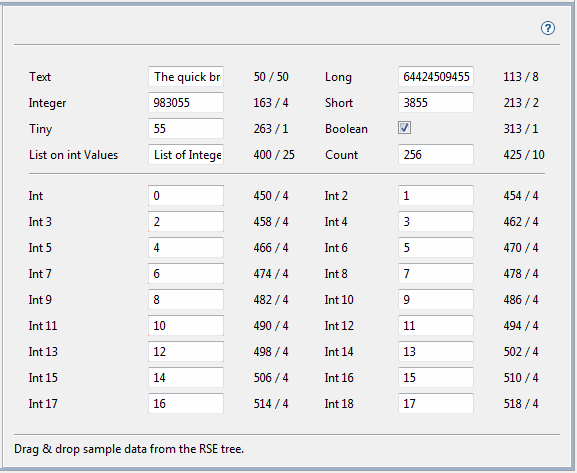 ?
Text The quick br 50 / 50 Long 64424509455 113 / 8
Integer 983055 163 / 4 Short 3855 213 / 2
Tiny 55 263 / 1 Boolean 313 / 1
List on int Values List of Intege 400 / 25 Count 256 425 / 10
Int 0 450 / 4 Int 2 1 454 / 4
Int 3 2 458 / 4 Int 4 3 462 / 4
Int 5 4 466 / 4 Int 6 5 470 / 4
Int 7 6 474 / 4 Int 8 7 478 / 4
Int 9 8 482 / 4 Int 10 9 486 / 4
Int 11 10 490 / 4 Int 12 11 494 / 4
Int 13 12 498 / 4 Int 14 13 502 / 4
Int 15 14 506 / 4 Int 16 15 510 / 4
Int 17 16 514 / 4 Int 18 17 518 / 4
Drag & drop sample data from the RSE tree.